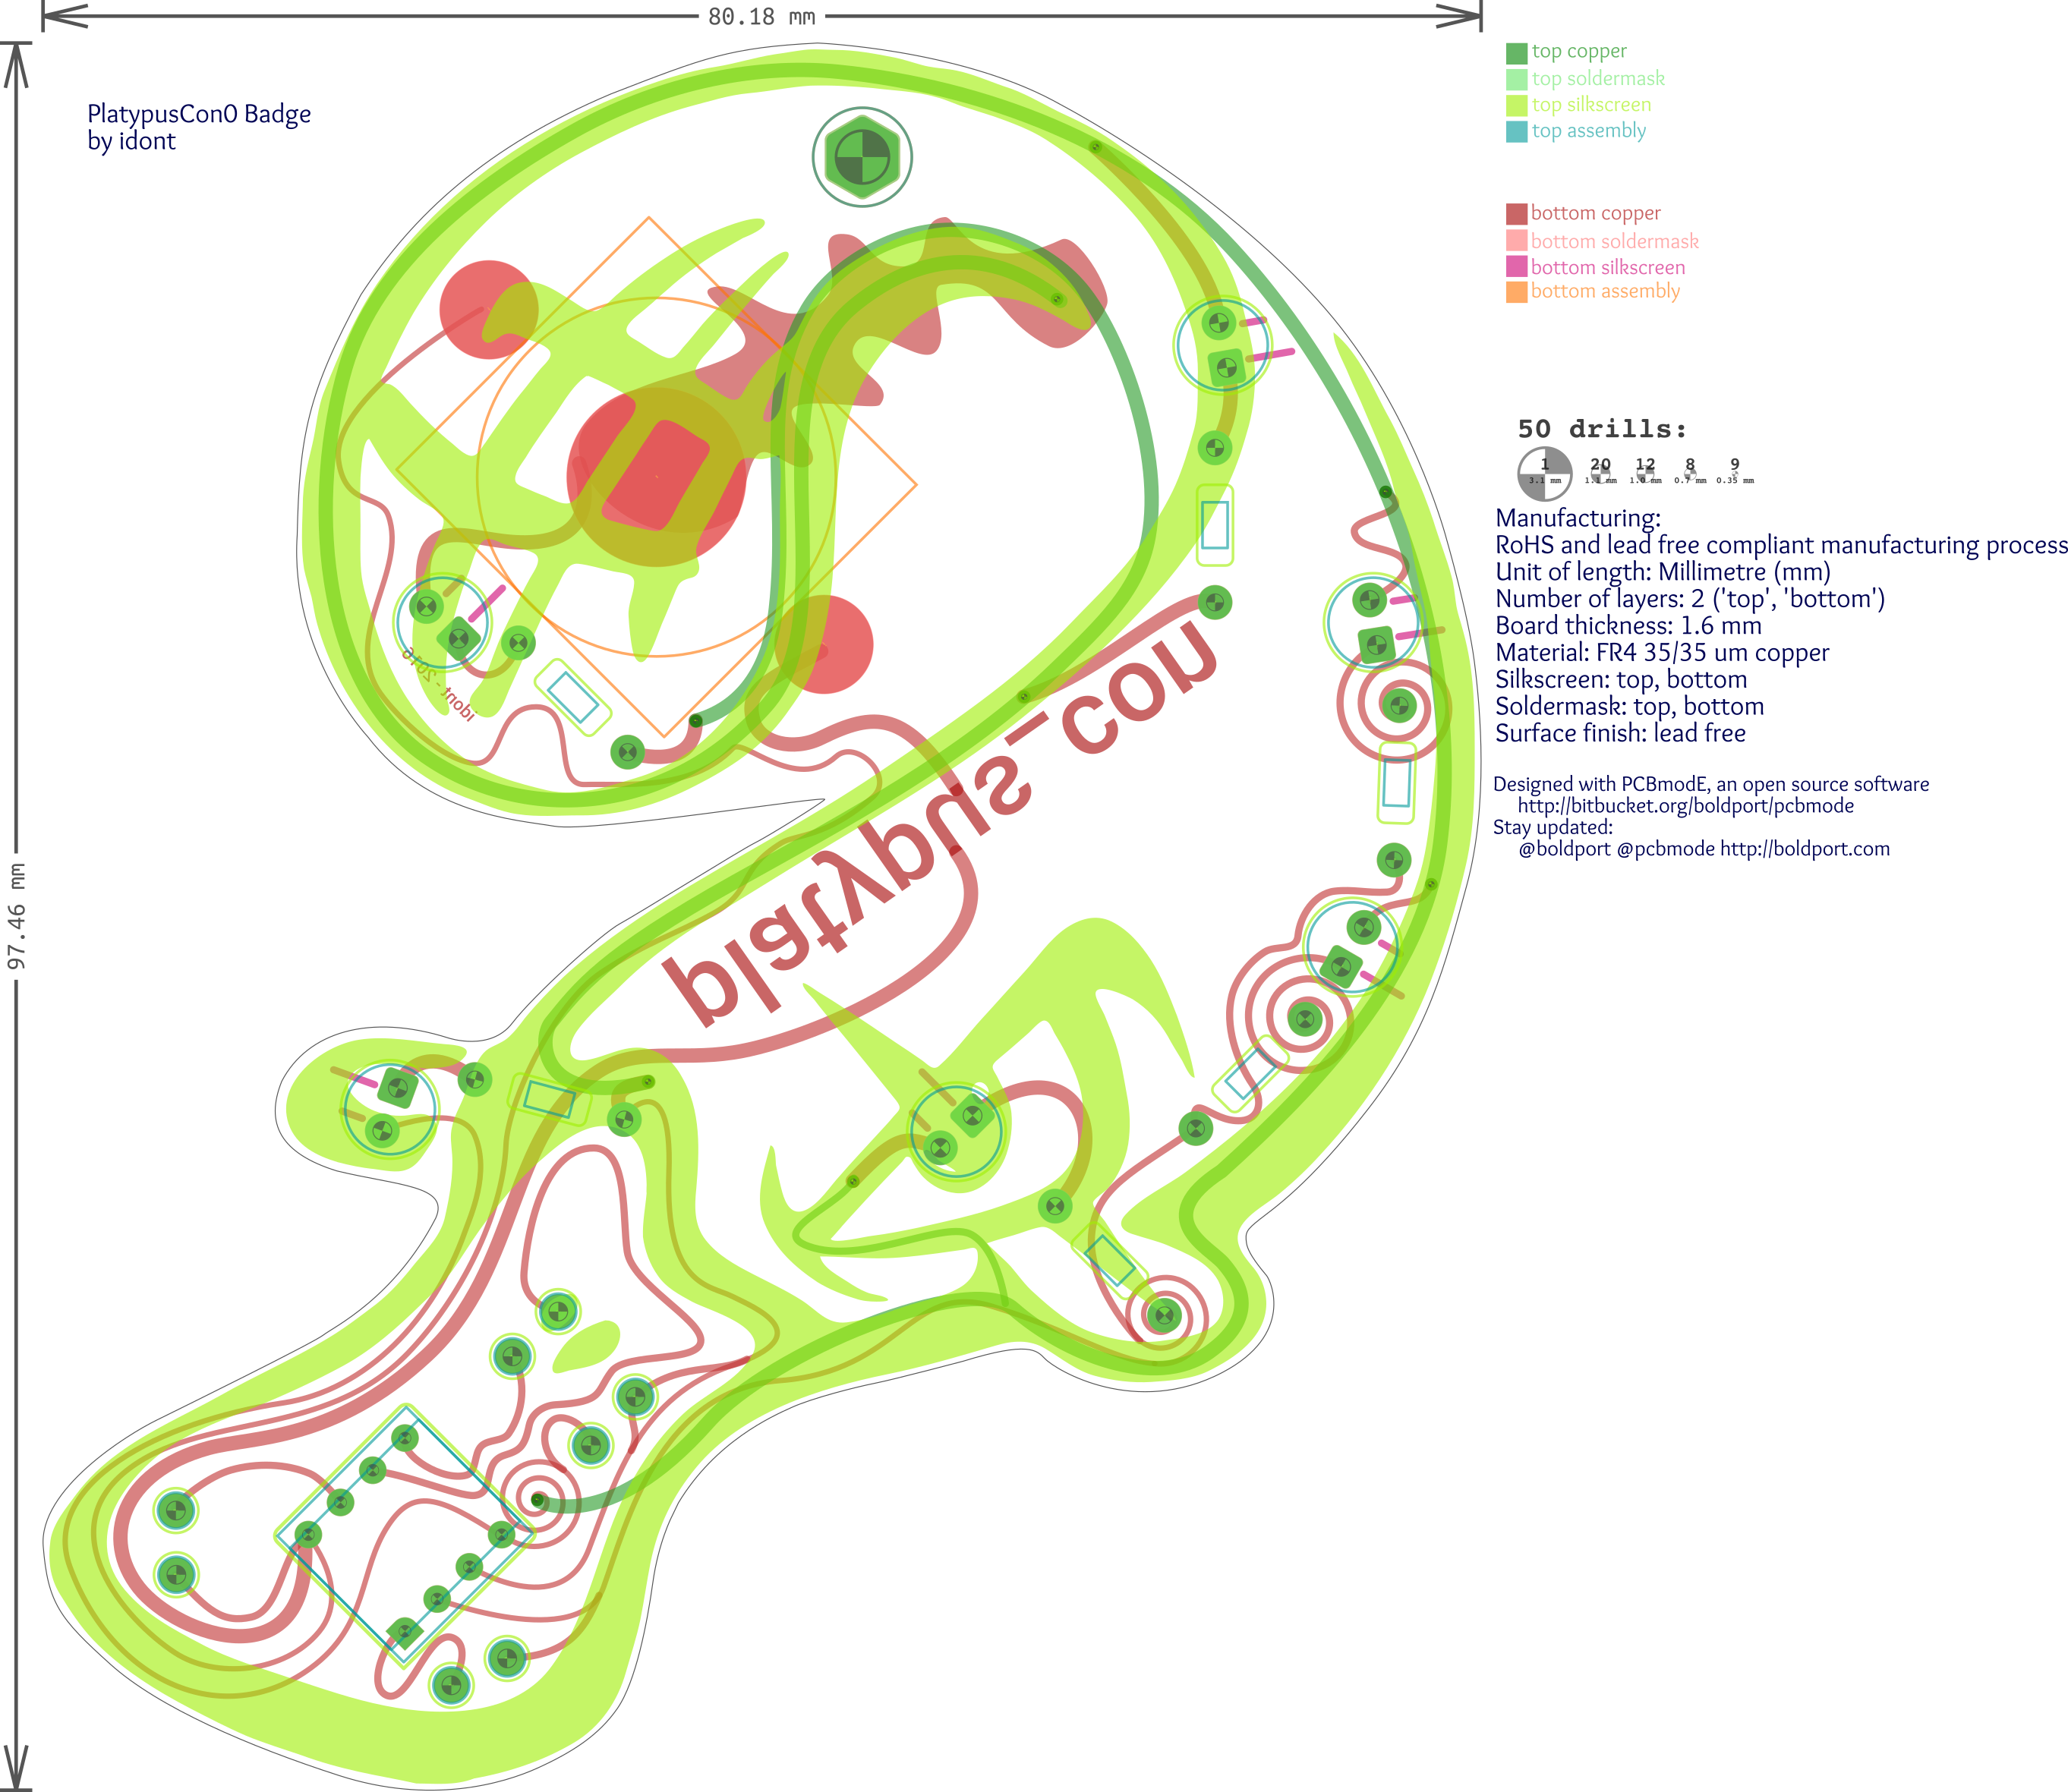 80.18 mm
97.46 mm
PlatypusCon0 Badge
by idont
top copper
top soldermask
top silkscreen
top assembly
bottom copper
bottom soldermask
bottom silkscreen
bottom assembly
50 drills:
1 20 12 8 9
3.1 mm 1.1 mm 1.0 mm 0.7 mm 0.35 mm
Manufacturing:
RoHS and lead free compliant manufacturing process
Unit of length: Millimetre (mm)
Number of layers: 2 ('top', 'bottom')
Board thickness: 1.6 mm
Material: FR4 35/35 um copper
Silkscreen: top, bottom
Soldermask: top, bottom
Surface finish: lead free
Designed with PCBmodE, an open source software
http://bitbucket.org/boldport/pcbmode
Stay updated:
@boldport @pcbmode http://boldport.com
platypus-con
idont - 2016